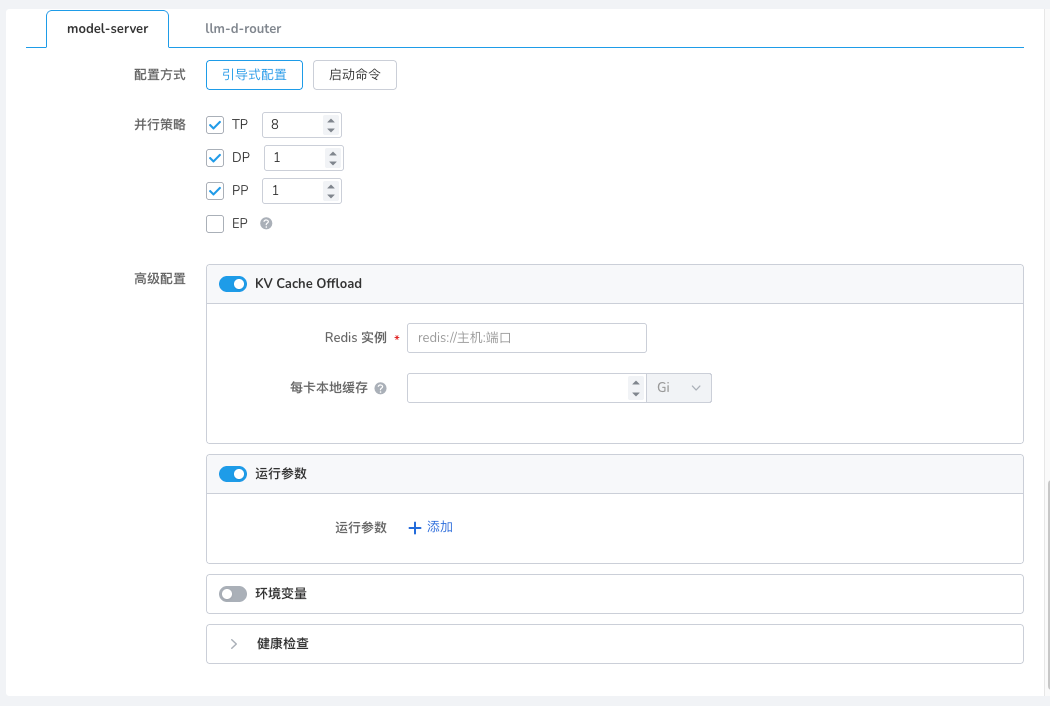 model-server llm-d-router
配置方式 引导式配置 启动命令
并行策略 TP 8
DP 1
PP 1
EP ?
高级配置 KV Cache Offload
Redis 实例 * redis://主机:端口
每卡本地缓存 ? Gi
运行参数
运行参数 + 添加
环境变量
健康检查